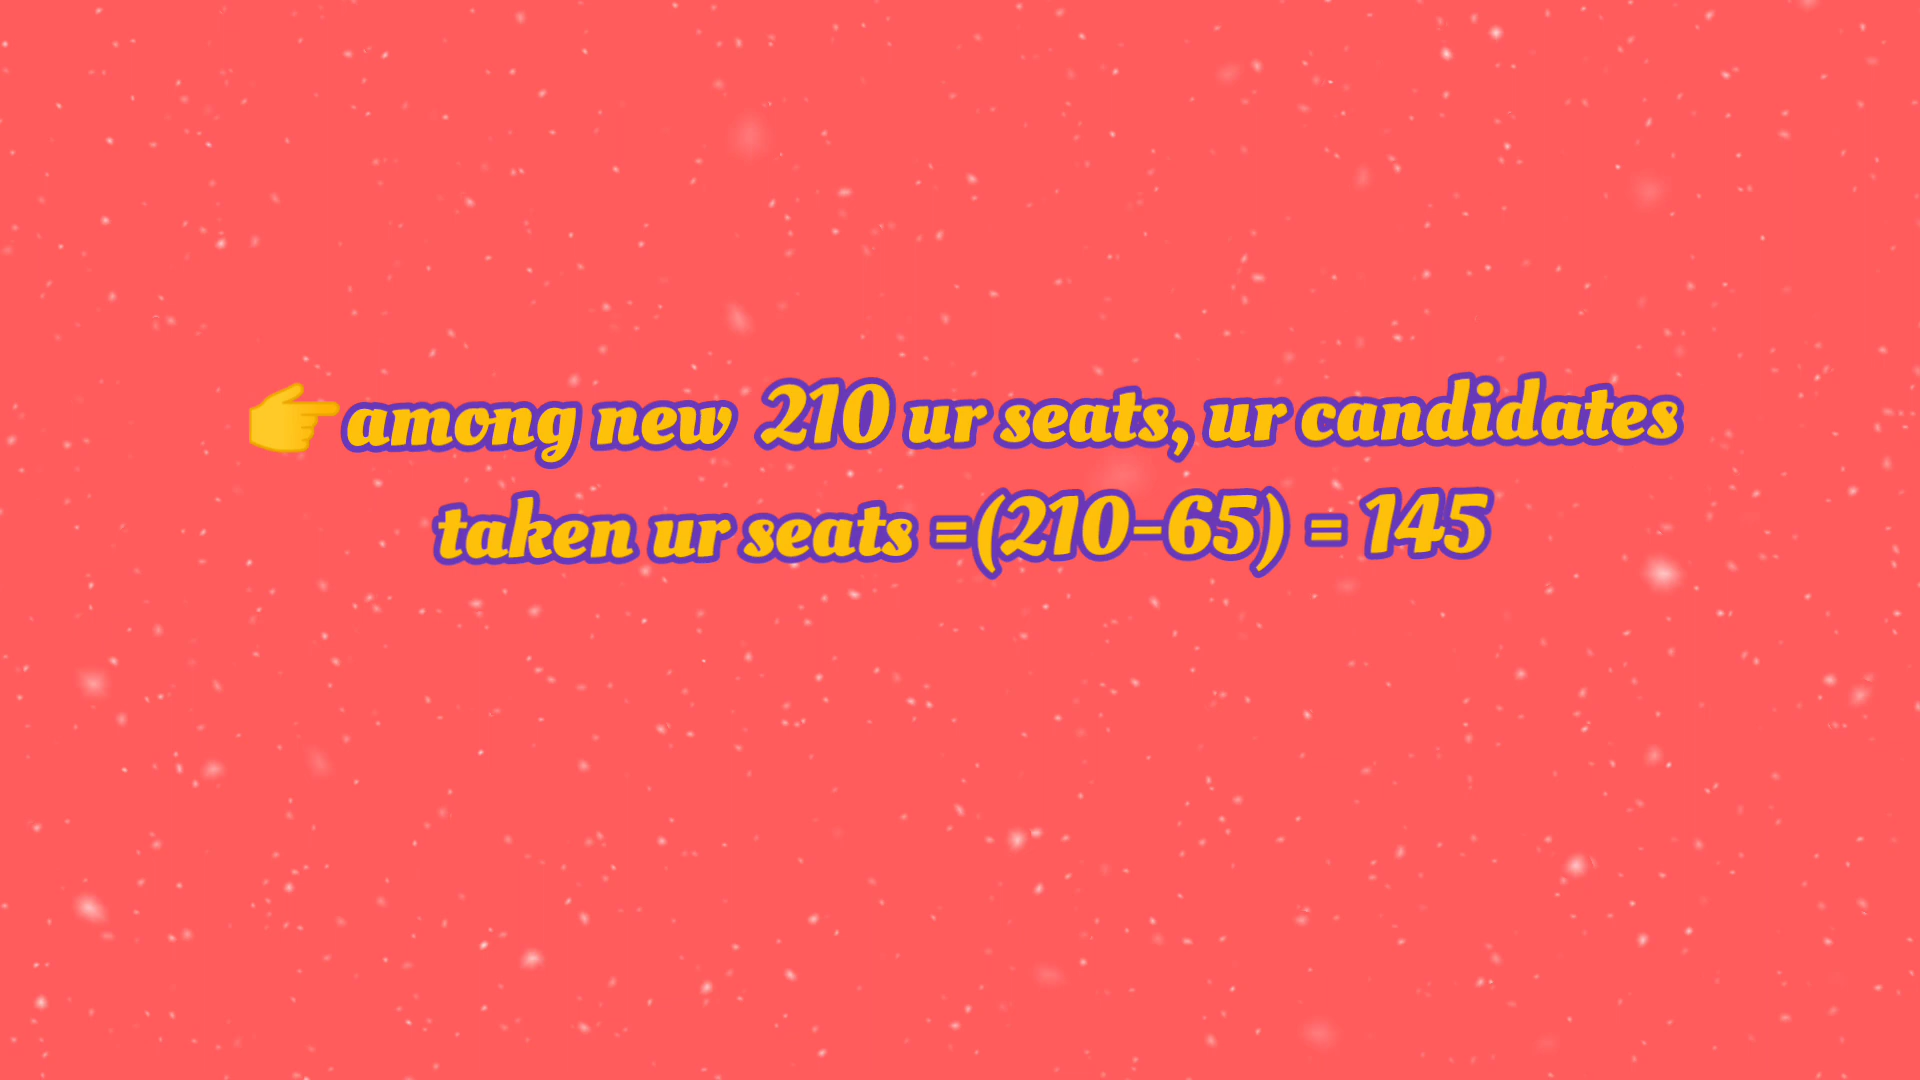 👉among new 210 ur seats, ur candidates
taken ur seats =(210-65) = 145